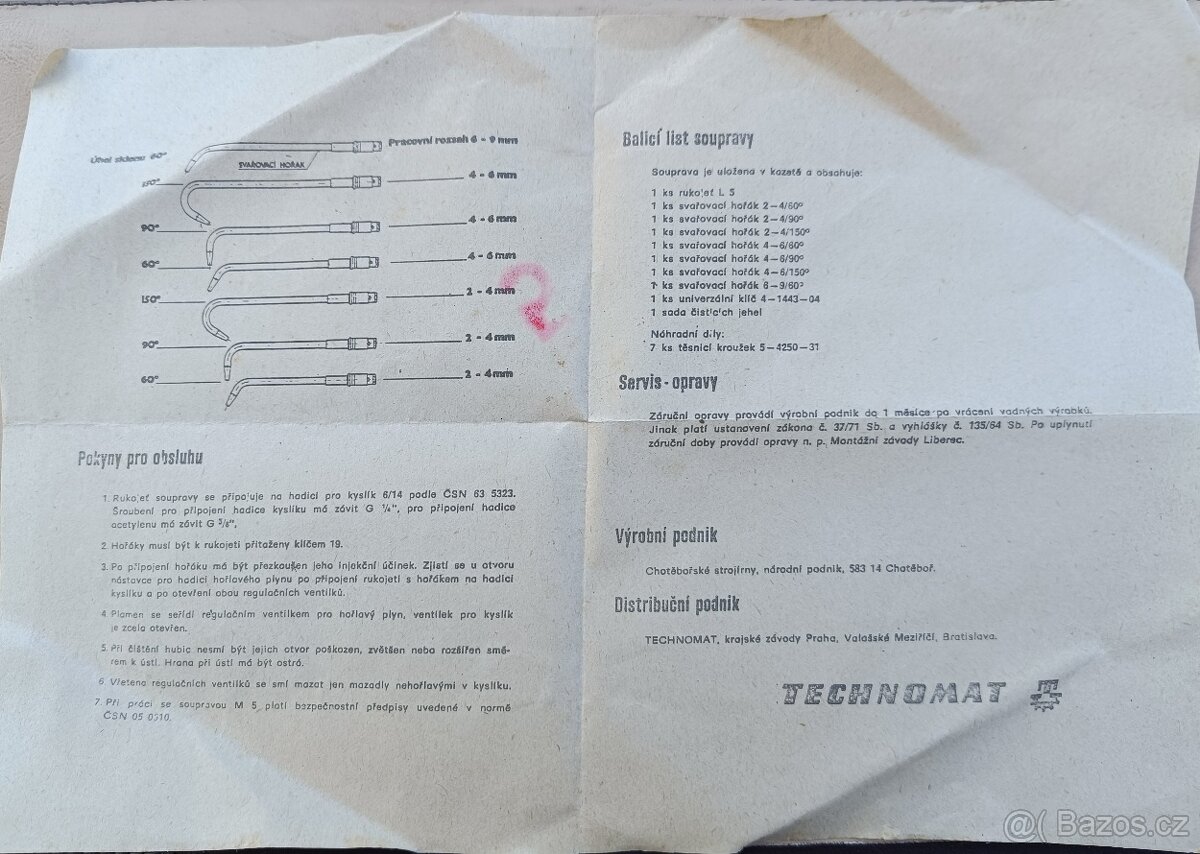 Úhel sklonu 60°
Pracovní rozsah 6 - 9 mm
SVAŘOVACÍ HOŘÁK
150°
4 - 6 mm
90°
4 - 6 mm
60°
4 - 6 mm
150°
2 - 4 mm
90°
2 - 4 mm
60°
2 - 4 mm
Pokyny pro obsluhu
1. Rukojeť soupravy se připojuje na hadici pro kyslík 6/14 podle ČSN 63 5323.
Šroubení pro připojení hadice kyslíku má závit G 1/4", pro připojení hadice
acetylenu má závit G 3/8".
2. Hořáky musí být k rukojeti přitaženy klíčem 19.
3. Po připojení hořáku má být přezkoušen jeho injekční účinek. Zjistí se u otvoru
nástavce pro hadici hořlavého plynu po připojení rukojeti s hořákem na hadici
kyslíku a po otevření obou regulačních ventilků.
4. Plamen se seřídí regulačním ventilkem pro hořlavý plyn, ventilek pro kyslík
je zcela otevřen.
5. Při čištění hubic nesmí být jejich otvor poškozen, zvětšen nebo rozšířen smě-
rem k ústí. Hrana při ústí má být ostrá.
6. Vřetena regulačních ventilků se smí mazat jen mazadly nehořlavými v kyslíku.
7. Při práci se soupravou M 5 platí bezpečnostní předpisy uvedené v normě
ČSN 05 0610.
Balicí list soupravy
Souprava je uložena v kazetě a obsahuje:
1 ks rukojeť L 5
1 ks svařovací hořák 2—4/60°
1 ks svařovací hořák 2—4/90°
1 ks svařovací hořák 2—4/150°
1 ks svařovací hořák 4—6/60°
1 ks svařovací hořák 4—6/90°
1 ks svařovací hořák 4—6/150°
1 ks svařovací hořák 6—9/60°
1 ks univerzální klíč 4—1443—04
1 sada čisticích jehel
Náhradní díly:
7 ks těsnicí kroužek 5—4250—31
Servis - opravy
Záruční opravy provádí výrobní podnik do 1 měsíce po vrácení vadných výrobků.
Jinak platí ustanovení zákona č. 37/71 Sb. a vyhlášky č. 135/64 Sb. Po uplynutí
záruční doby provádí opravy n. p. Montážní závody Liberec.
Výrobní podnik
Chotěbořské strojírny, národní podnik, 583 14 Chotěboř.
Distribuční podnik
TECHNOMAT, krajské závody Praha, Valašské Meziříčí, Bratislava.
TECHNOMAT
@( Bazos.cz